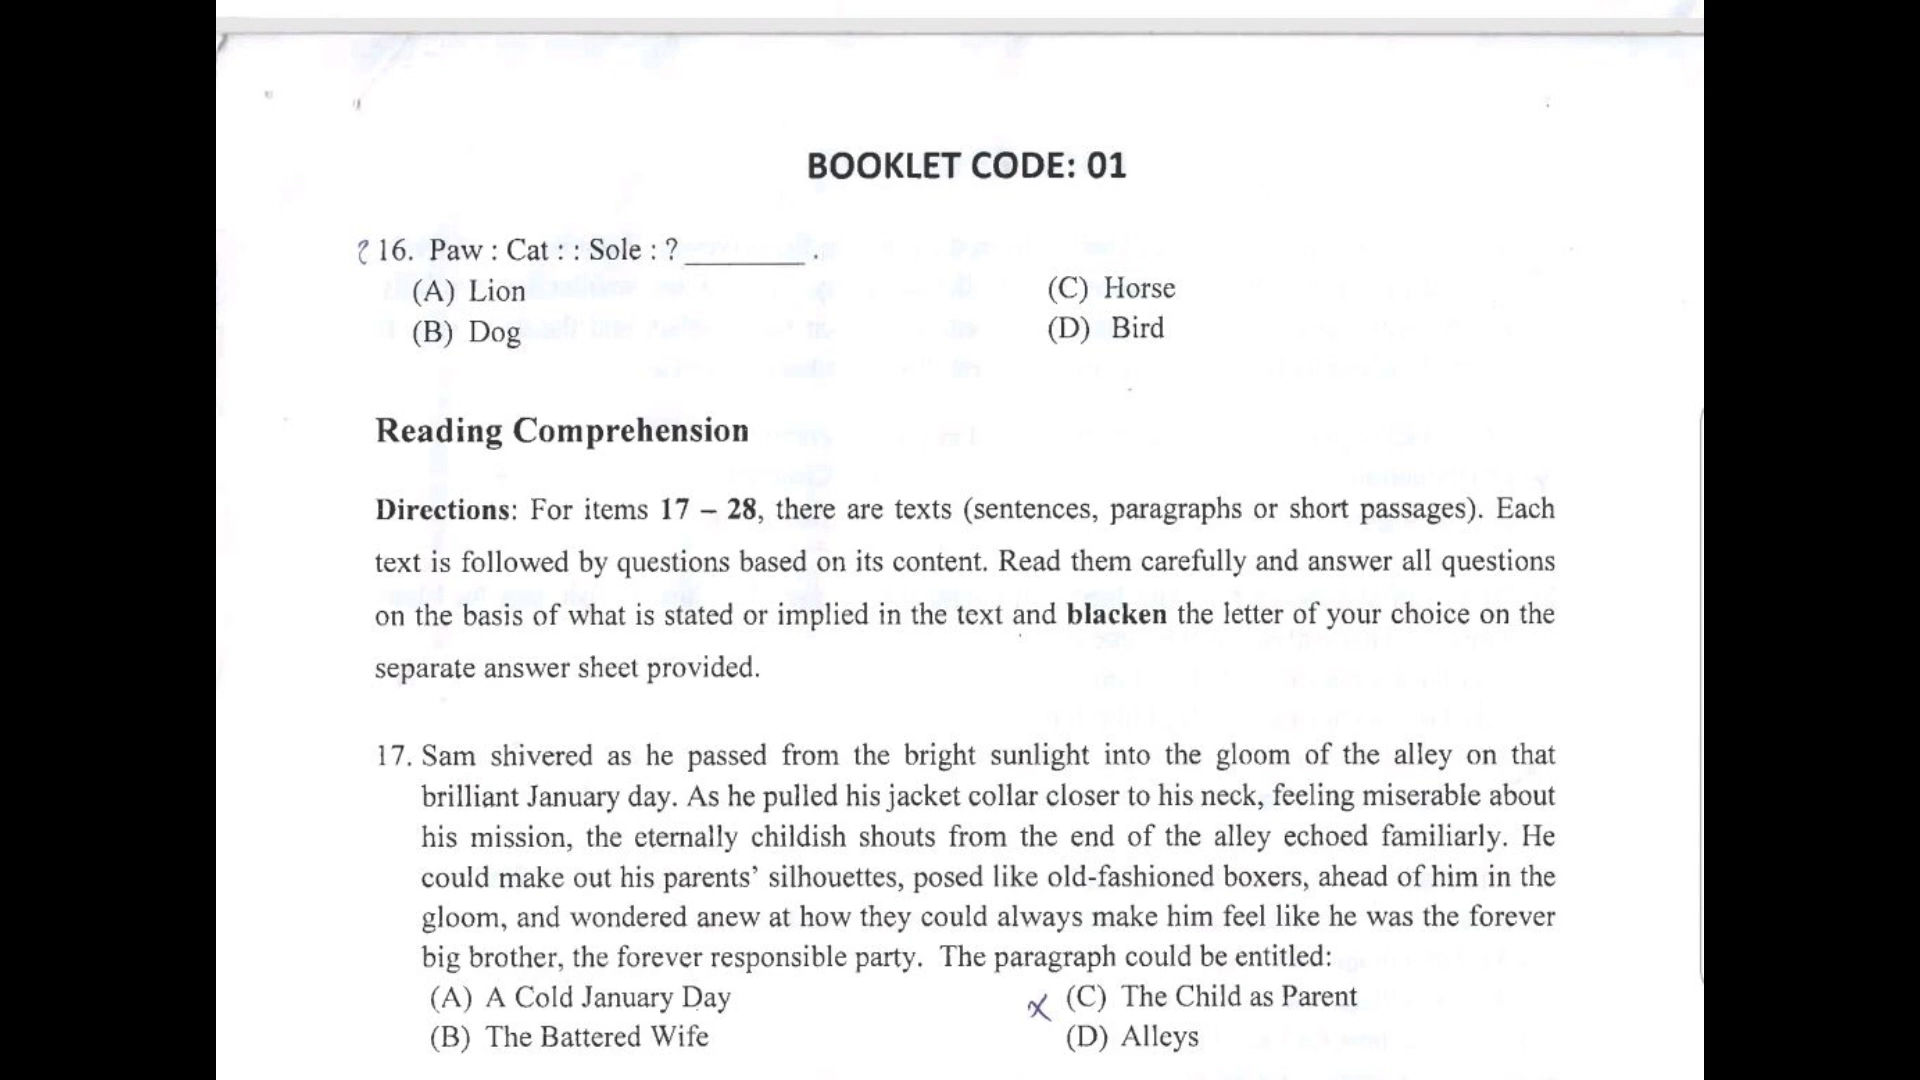 BOOKLET CODE: 01
? 16. Paw : Cat : : Sole : ? ________ .
(A) Lion (C) Horse
(B) Dog (D) Bird
Reading Comprehension
Directions: For items 17 – 28, there are texts (sentences, paragraphs or short passages). Each
text is followed by questions based on its content. Read them carefully and answer all questions
on the basis of what is stated or implied in the text and blacken the letter of your choice on the
separate answer sheet provided.
17. Sam shivered as he passed from the bright sunlight into the gloom of the alley on that
brilliant January day. As he pulled his jacket collar closer to his neck, feeling miserable about
his mission, the eternally childish shouts from the end of the alley echoed familiarly. He
could make out his parents’ silhouettes, posed like old-fashioned boxers, ahead of him in the
gloom, and wondered anew at how they could always make him feel like he was the forever
big brother, the forever responsible party. The paragraph could be entitled:
(A) A Cold January Day x (C) The Child as Parent
(B) The Battered Wife (D) Alleys